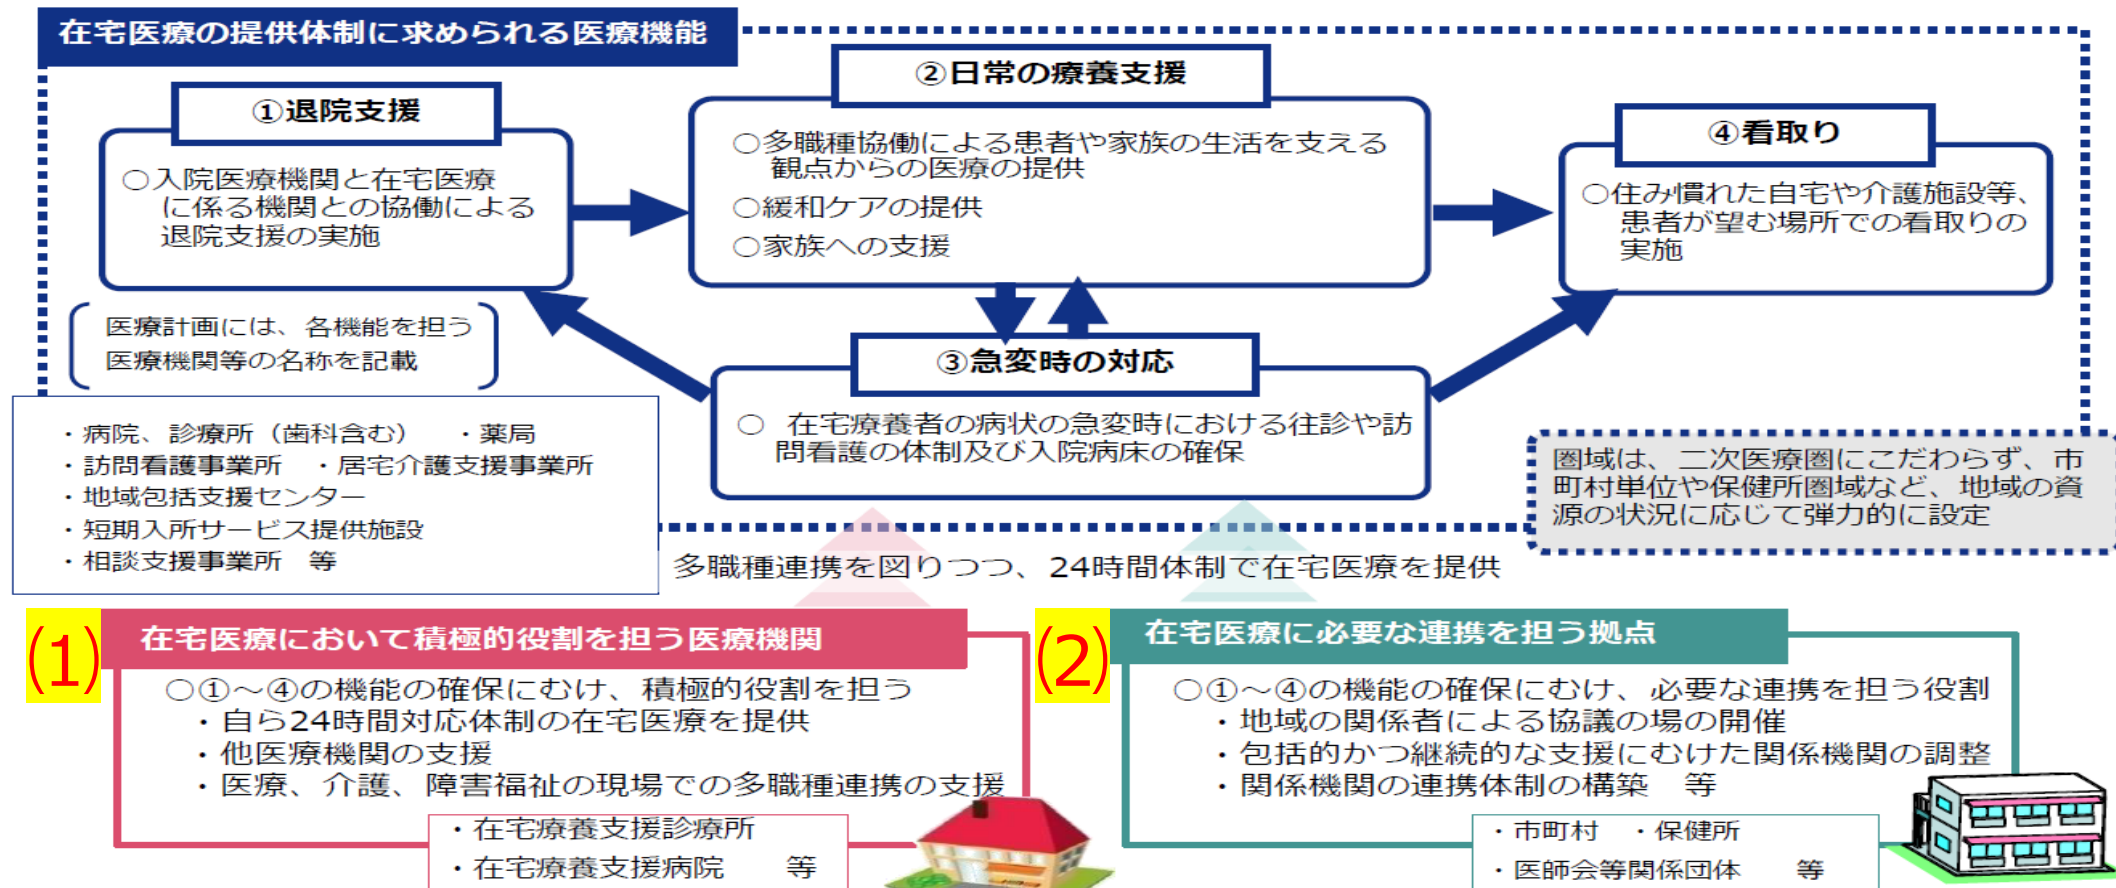 在宅医療の提供体制に求められる医療機能
①退院支援
○入院医療機関と在宅医療
に係る機関との協働による
退院支援の実施
②日常の療養支援
○多職種協働による患者や家族の生活を支える
観点からの医療の提供
○緩和ケアの提供
○家族への支援
④看取り
○住み慣れた自宅や介護施設等、
患者が望む場所での看取りの
実施
医療計画には、各機能を担う
医療機関等の名称を記載
③急変時の対応
○ 在宅療養者の病状の急変時における往診や訪
問看護の体制及び入院病床の確保
・病院、診療所（歯科含む） ・薬局
・訪問看護事業所 ・居宅介護支援事業所
・地域包括支援センター
・短期入所サービス提供施設
・相談支援事業所 等
圏域は、二次医療圏にこだわらず、市
町村単位や保健所圏域など、地域の資
源の状況に応じて弾力的に設定
多職種連携を図りつつ、24時間体制で在宅医療を提供
(1) 在宅医療において積極的役割を担う医療機関
○①～④の機能の確保にむけ、積極的役割を担う
・自ら24時間対応体制の在宅医療を提供
・他医療機関の支援
・医療、介護、障害福祉の現場での多職種連携の支援
・在宅療養支援診療所
・在宅療養支援病院 等
(2) 在宅医療に必要な連携を担う拠点
○①～④の機能の確保にむけ、必要な連携を担う役割
・地域の関係者による協議の場の開催
・包括的かつ継続的な支援にむけた関係機関の調整
・関係機関の連携体制の構築 等
・市町村 ・保健所
・医師会等関係団体 等